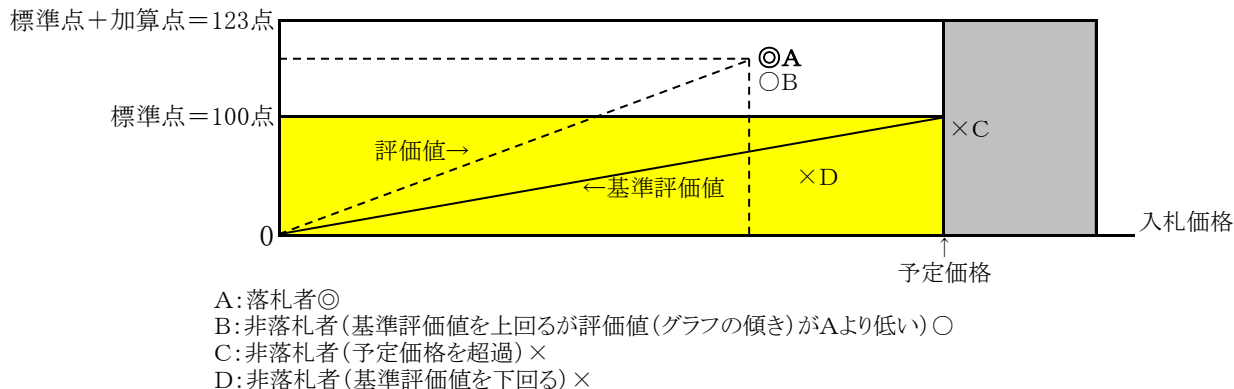 標準点+加算点=123点
◎A
○B
標準点=100点
×C
評価値→
×D
←基準評価値
0
入札価格
↑
予定価格
A:落札者◎
B:非落札者(基準評価値を上回るが評価値(グラフの傾き)がAより低い)○
C:非落札者(予定価格を超過)×
D:非落札者(基準評価値を下回る)×